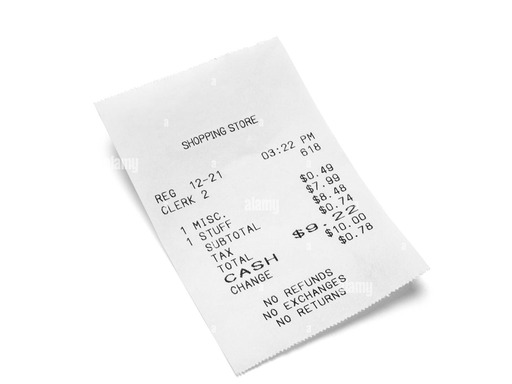 SHOPPING STORE
REG 12-21 03:22 PM
CLERK 2 618
1 MISC. $0.49
1 STUFF $7.99
SUBTOTAL $8.48
TAX $0.74
TOTAL $9.22
CASH $10.00
CHANGE $0.78
NO REFUNDS
NO EXCHANGES
NO RETURNS
alamy
alamy
alamy
alamy